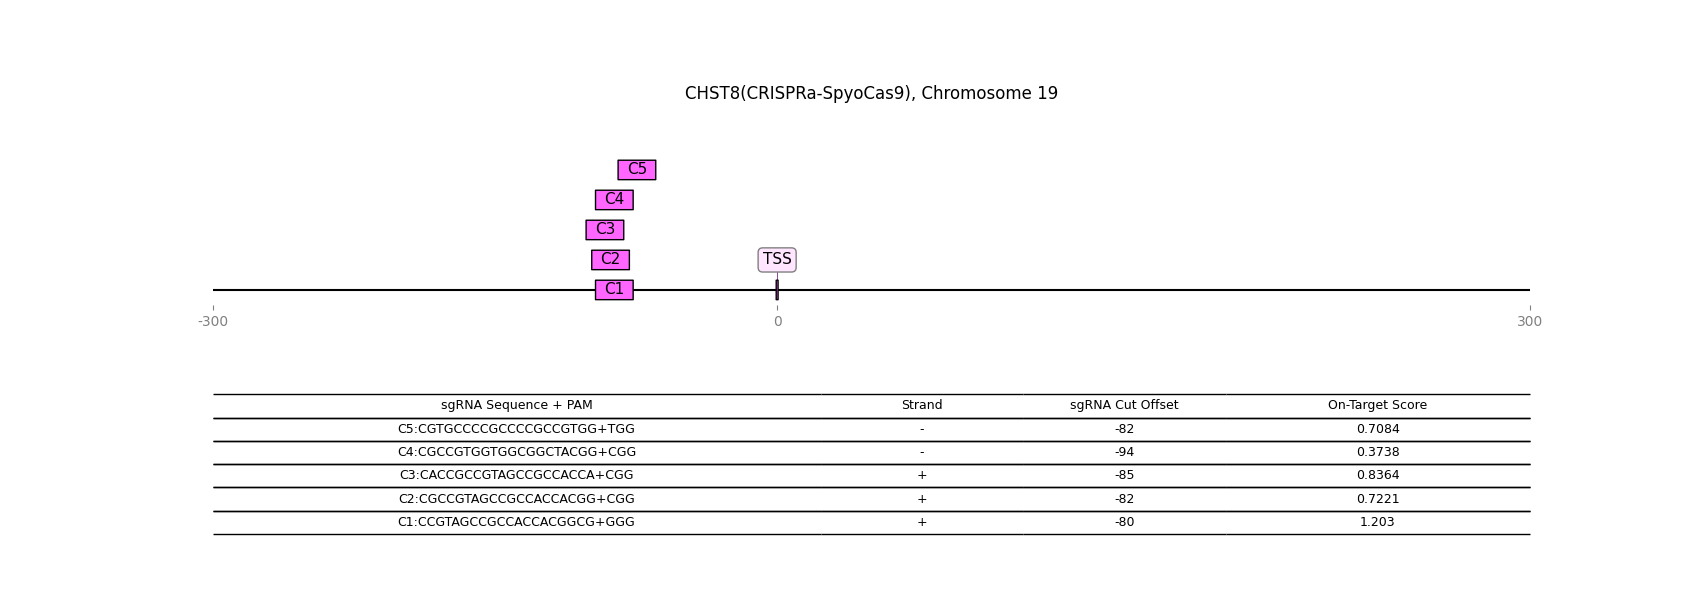 CHST8(CRISPRa-SpyoCas9), Chromosome 19
C5
C4
C3
C2
TSS
C1
-300 0 300
sgRNA Sequence + PAM Strand sgRNA Cut Offset On-Target Score
C5:CGTGCCCCGCCCCGCCGTGG+TGG - -82 0.7084
C4:CGCCGTGGTGGCGGCTACGG+CGG - -94 0.3738
C3:CACCGCCGTAGCCGCCACCA+CGG + -85 0.8364
C2:CGCCGTAGCCGCCACCACGG+CGG + -82 0.7221
C1:CCGTAGCCGCCACCACGGCG+GGG + -80 1.203